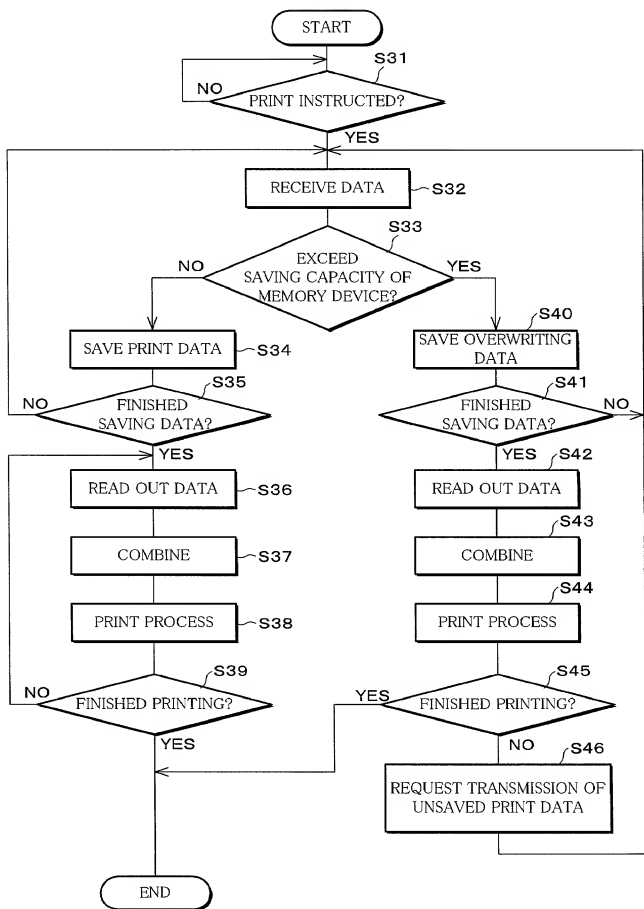 START
S31
NO
PRINT INSTRUCTED?
YES
RECEIVE DATA
S32
S33
NO
EXCEED
SAVING CAPACITY OF
MEMORY DEVICE?
YES
SAVE PRINT DATA
S34
S35
NO
FINISHED
SAVING DATA?
YES
READ OUT DATA
S36
COMBINE
S37
PRINT PROCESS
S38
S39
NO
FINISHED PRINTING?
YES
S40
SAVE OVERWRITING
DATA
S41
FINISHED
SAVING DATA?
NO
YES
S42
READ OUT DATA
S43
COMBINE
S44
PRINT PROCESS
S45
YES
FINISHED PRINTING?
NO
S46
REQUEST TRANSMISSION OF
UNSAVED PRINT DATA
END